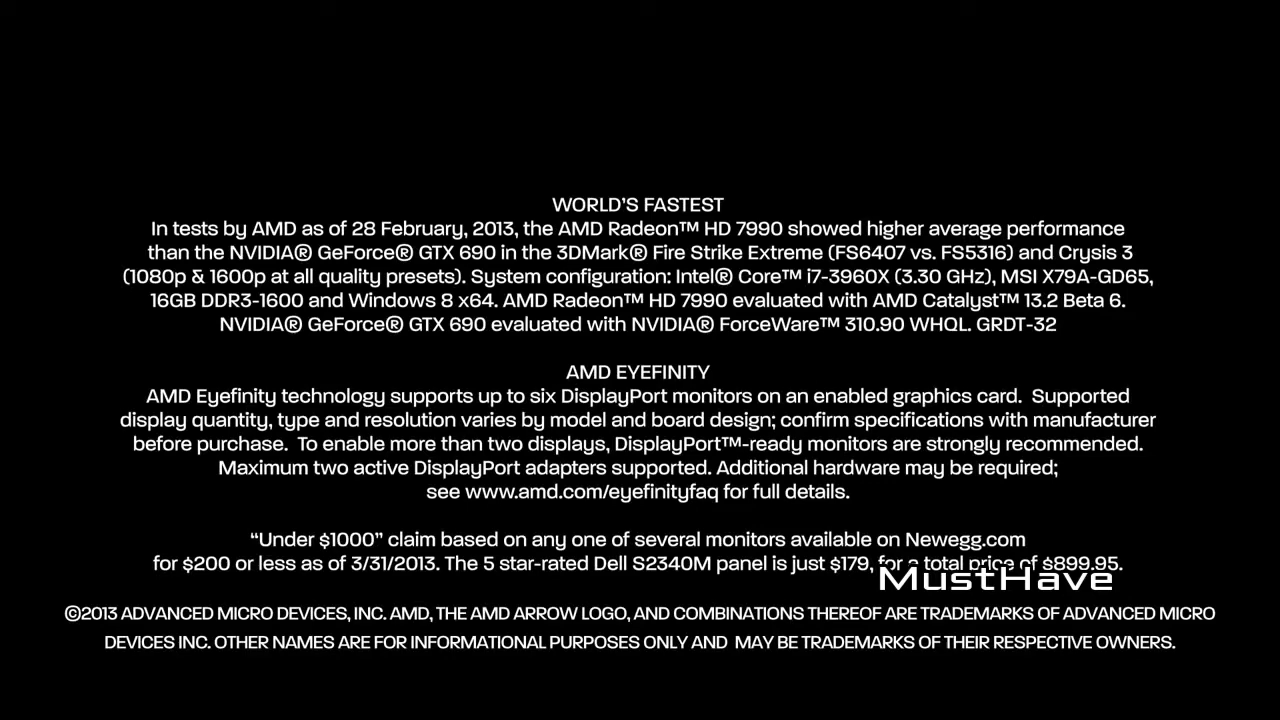 WORLD'S FASTEST
In tests by AMD as of 28 February, 2013, the AMD Radeon™ HD 7990 showed higher average performance
than the NVIDIA® GeForce® GTX 690 in the 3DMark® Fire Strike Extreme (FS6407 vs. FS5316) and Crysis 3
(1080p & 1600p at all quality presets). System configuration: Intel® Core™ i7-3960X (3.30 GHz), MSI X79A-GD65,
16GB DDR3-1600 and Windows 8 x64. AMD Radeon™ HD 7990 evaluated with AMD Catalyst™ 13.2 Beta 6.
NVIDIA® GeForce® GTX 690 evaluated with NVIDIA® ForceWare™ 310.90 WHQL. GRDT-32
AMD EYEFINITY
AMD Eyefinity technology supports up to six DisplayPort monitors on an enabled graphics card.  Supported
display quantity, type and resolution varies by model and board design; confirm specifications with manufacturer
before purchase.  To enable more than two displays, DisplayPort™-ready monitors are strongly recommended.
Maximum two active DisplayPort adapters supported. Additional hardware may be required;
see www.amd.com/eyefinityfaq for full details.
“Under $1000” claim based on any one of several monitors available on Newegg.com
for $200 or less as of 3/31/2013. The 5 star-rated Dell S2340M panel is just $179, for a total price of $899.95.
MustHave
©2013 ADVANCED MICRO DEVICES, INC. AMD, THE AMD ARROW LOGO, AND COMBINATIONS THEREOF ARE TRADEMARKS OF ADVANCED MICRO
DEVICES INC. OTHER NAMES ARE FOR INFORMATIONAL PURPOSES ONLY AND  MAY BE TRADEMARKS OF THEIR RESPECTIVE OWNERS.